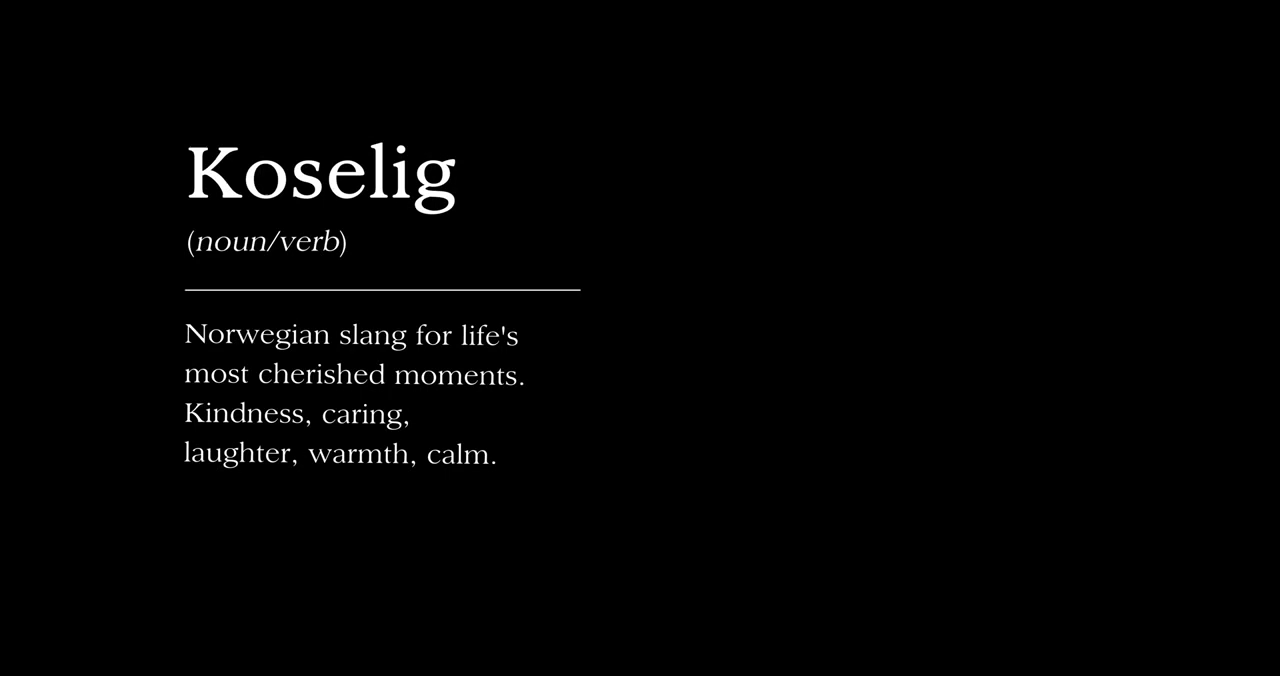 Koselig
(noun/verb)
Norwegian slang for life's
most cherished moments.
Kindness, caring,
laughter, warmth, calm.